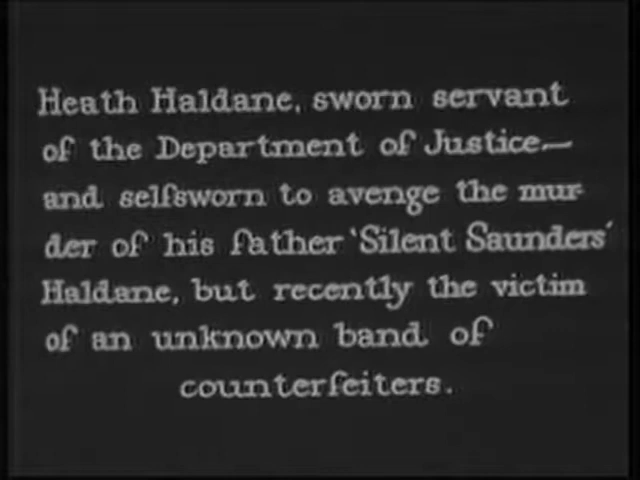 Heath Haldane, sworn servant
of the Department of Justice—
and selfsworn to avenge the mur-
der of his father 'Silent Saunders'
Haldane, but recently the victim
of an unknown band of
counterfeiters.